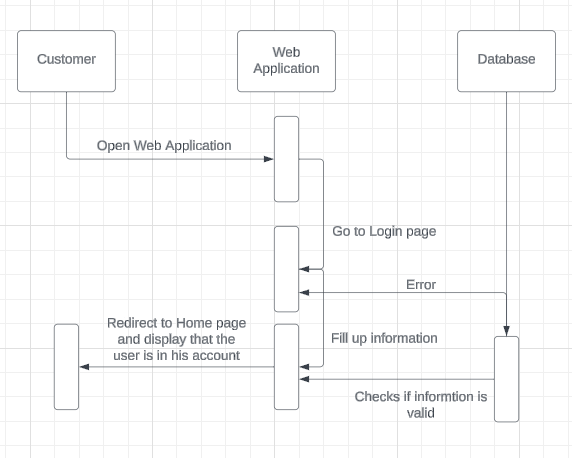 Customer
Web
Application
Database
Open Web Application
Go to Login page
Error
Redirect to Home page
and display that the
user is in his account
Fill up information
Checks if informtion is
valid